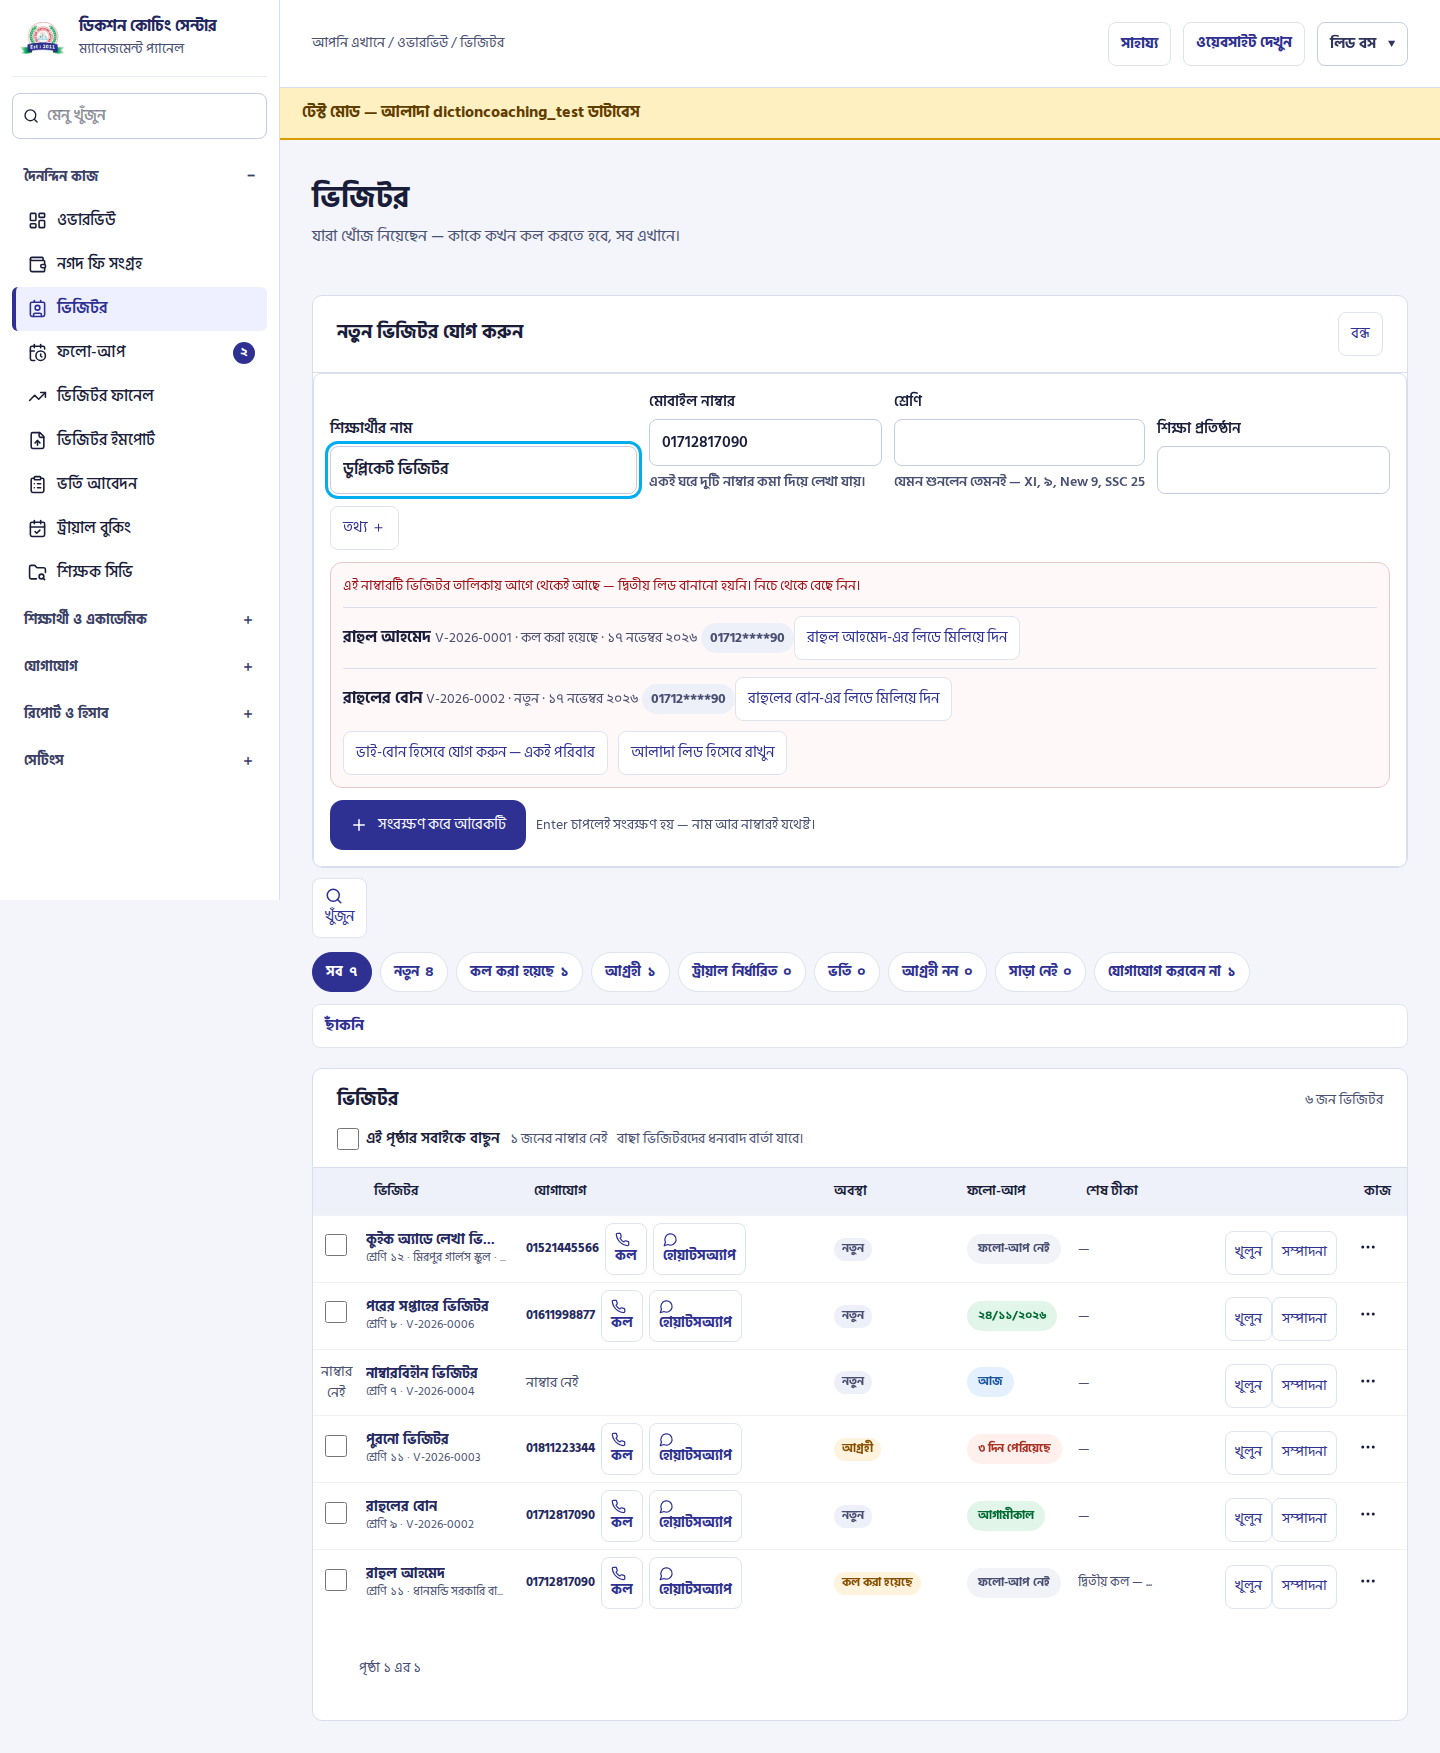 ডিকশন কোচিং সেন্টার
ম্যানেজমেন্ট প্যানেল
মেনু খুঁজুন
দৈনন্দিন কাজ −
ওভারভিউ
নগদ ফি সংগ্রহ
ভিজিটর
ফলো-আপ ২
ভিজিটর ফানেল
ভিজিটর ইমপোর্ট
ভর্তি আবেদন
ট্রায়াল বুকিং
শিক্ষক সিভি
শিক্ষার্থী ও একাডেমিক +
যোগাযোগ +
রিপোর্ট ও হিসাব +
সেটিংস +
আপনি এখানে / ওভারভিউ / ভিজিটর
সাহায্য ওয়েবসাইট দেখুন লিড বস ▾
টেস্ট মোড — আলাদা dictioncoaching_test ডাটাবেস
ভিজিটর
যারা খোঁজ নিয়েছেন — কাকে কখন কল করতে হবে, সব এখানে।
নতুন ভিজিটর যোগ করুন বন্ধ
শিক্ষার্থীর নাম মোবাইল নাম্বার শ্রেণি শিক্ষা প্রতিষ্ঠান
ডুপ্লিকেট ভিজিটর 01712817090
একই ঘরে দুটি নাম্বার কমা দিয়ে লেখা যায়। যেমন শুনলেন তেমনই — XI, ৯, New 9, SSC 25
তথ্য +
এই নাম্বারটি ভিজিটর তালিকায় আগে থেকেই আছে — দ্বিতীয় লিড বানানো হয়নি। নিচে থেকে বেছে নিন।
রাহুল আহমেদ V-2026-0001 · কল করা হয়েছে · ১৭ নভেম্বর ২০২৬ 01712****90 রাহুল আহমেদ-এর লিডে মিলিয়ে দিন
রাহুলের বোন V-2026-0002 · নতুন · ১৭ নভেম্বর ২০২৬ 01712****90 রাহুলের বোন-এর লিডে মিলিয়ে দিন
ভাই-বোন হিসেবে যোগ করুন — একই পরিবার আলাদা লিড হিসেবে রাখুন
+ সংরক্ষণ করে আরেকটি Enter চাপলেই সংরক্ষণ হয় — নাম আর নাম্বারই যথেষ্ট।
খুঁজুন
সব ৭ নতুন ৪ কল করা হয়েছে ১ আগ্রহী ১ ট্রায়াল নির্ধারিত ০ ভর্তি ০ আগ্রহী নন ০ সাড়া নেই ০ যোগাযোগ করবেন না ১
ছাঁকনি
ভিজিটর ৬ জন ভিজিটর
এই পৃষ্ঠার সবাইকে বাছুন ১ জনের নাম্বার নেই বাছা ভিজিটরদের ধন্যবাদ বার্তা যাবে।
ভিজিটর যোগাযোগ অবস্থা ফলো-আপ শেষ টীকা কাজ
কুইক অ্যাডে লেখা ভি... 01521445566 কল হোয়াটসঅ্যাপ নতুন ফলো-আপ নেই — খুলুন সম্পাদনা ···
শ্রেণি ১২ · মিরপুর গার্লস স্কুল · ...
পরের সপ্তাহের ভিজিটর 01611998877 কল হোয়াটসঅ্যাপ নতুন ২৪/১১/২০২৬ — খুলুন সম্পাদনা ···
শ্রেণি ৮ · V-2026-0006
নাম্বার নেই নাম্বারবিহীন ভিজিটর নাম্বার নেই নতুন আজ — খুলুন সম্পাদনা ···
শ্রেণি ৭ · V-2026-0004
পুরনো ভিজিটর 01811223344 কল হোয়াটসঅ্যাপ আগ্রহী ৩ দিন পেরিয়েছে — খুলুন সম্পাদনা ···
শ্রেণি ১১ · V-2026-0003
রাহুলের বোন 01712817090 কল হোয়াটসঅ্যাপ নতুন আগামীকাল — খুলুন সম্পাদনা ···
শ্রেণি ৯ · V-2026-0002
রাহুল আহমেদ 01712817090 কল হোয়াটসঅ্যাপ কল করা হয়েছে ফলো-আপ নেই দ্বিতীয় কল — ... খুলুন সম্পাদনা ···
শ্রেণি ১১ · ধানমন্ডি সরকারি বা...
পৃষ্ঠা ১ এর ১